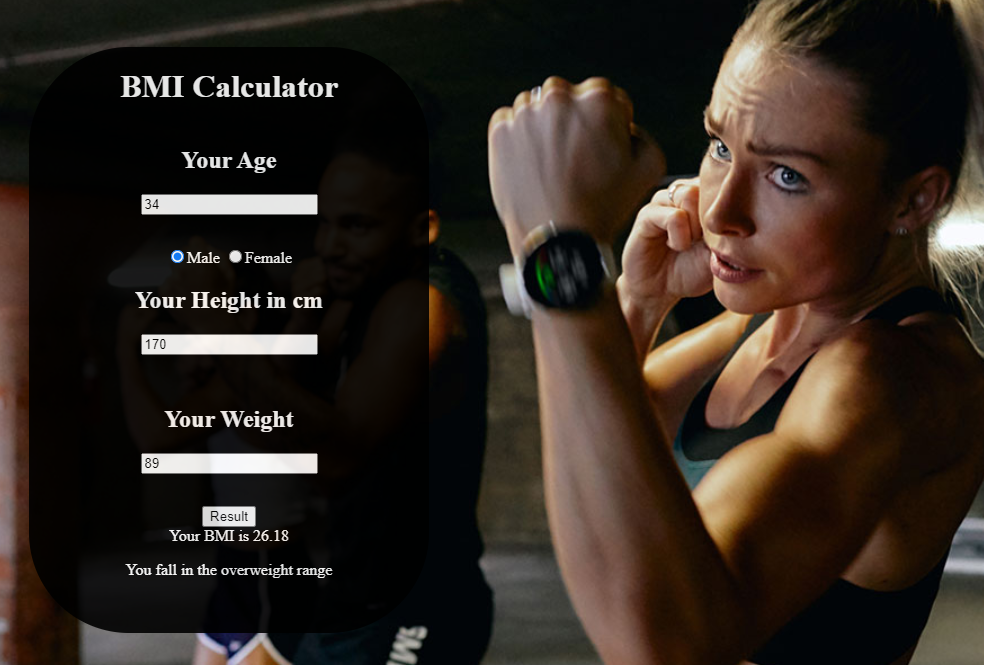 BMI Calculator
Your Age
34
Male Female
Your Height in cm
170
Your Weight
89
Result
Your BMI is 26.18
You fall in the overweight range